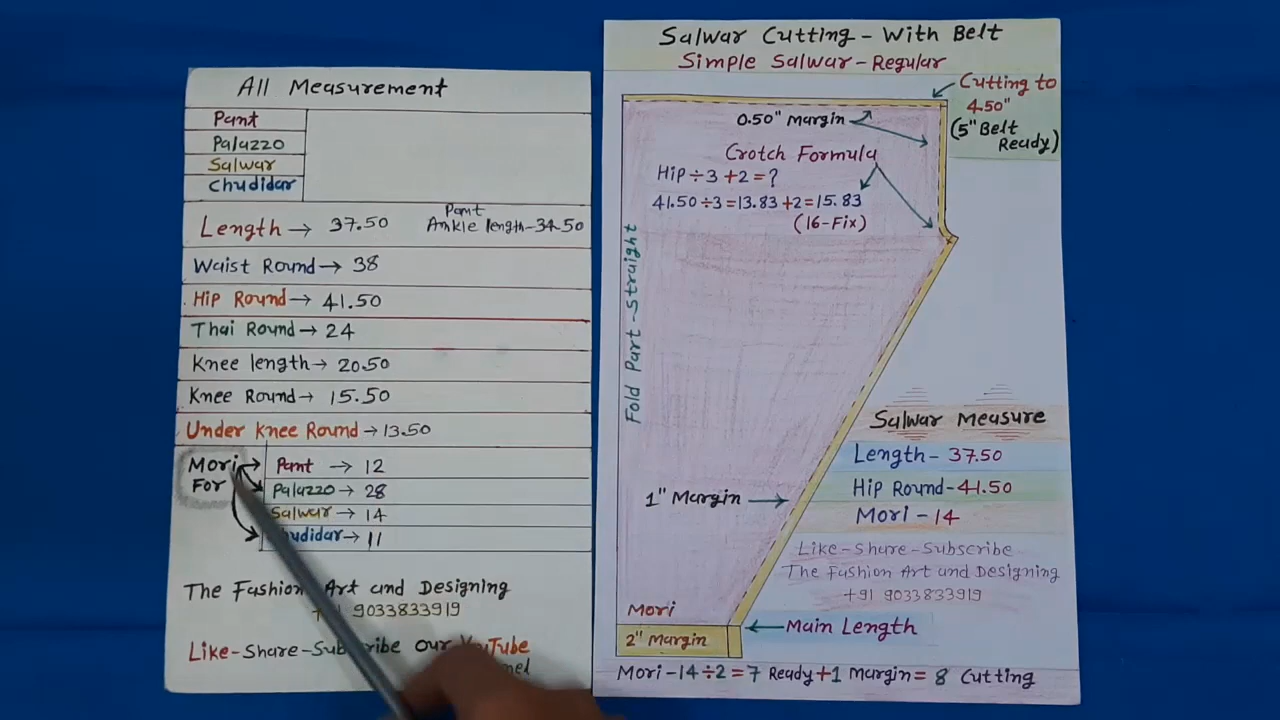 All Measurement
Pant
Palazzo
Salwar
Chudidar
Length → 37.50
Pant
Ankle length-34.50
Waist Round → 38
Hip Round → 41.50
Thai Round → 24
Knee length → 20.50
Knee Round → 15.50
Under Knee Round → 13.50
Mori
For
Pant → 12
Palazzo → 28
Salwar → 14
Chudidar → 11
The Fashion Art and Designing
+91 9033833919
Like-Share-Subscribe Our YouTube
Salwar Cutting - With Belt
Simple Salwar - Regular
Cutting to
4.50"
(5" Belt
Ready)
0.50" Margin
Crotch Formula
Hip ÷ 3 + 2 = ?
41.50 ÷ 3 = 13.83 + 2 = 15.83
(16-Fix)
Fold Part - Straight
1" Margin
Salwar Measure
Length - 37.50
Hip Round - 41.50
Mori - 14
Like-Share-Subscribe
The Fashion Art and Designing
+91 9033833919
Mori
Main Length
2" Margin
Mori - 14 ÷ 2 = 7 Ready + 1 Margin = 8 Cutting